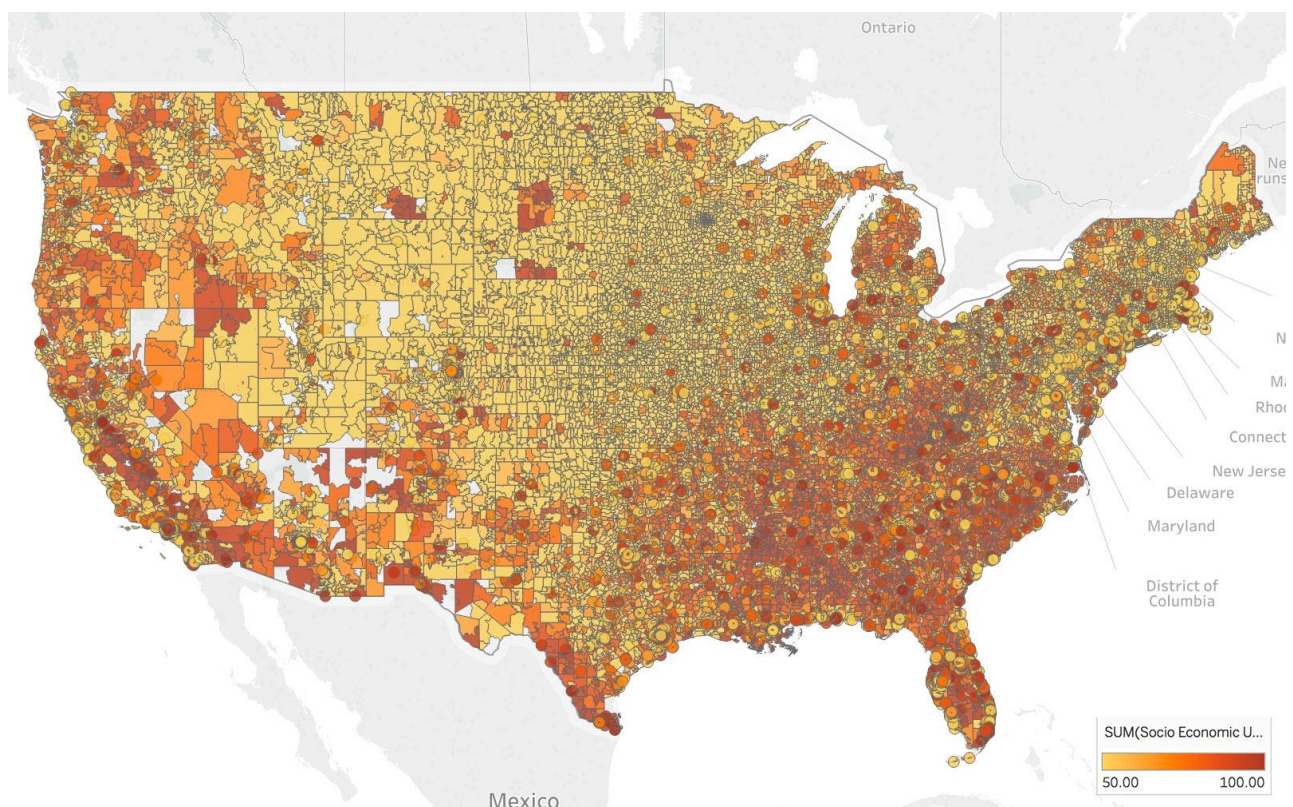 Ontario
Ne
runs
N
Ma
Rhod
Connect
New Jerse
Delaware
Maryland
District of
Columbia
SUM(Socio Economic U...
50.00 100.00
Mexico